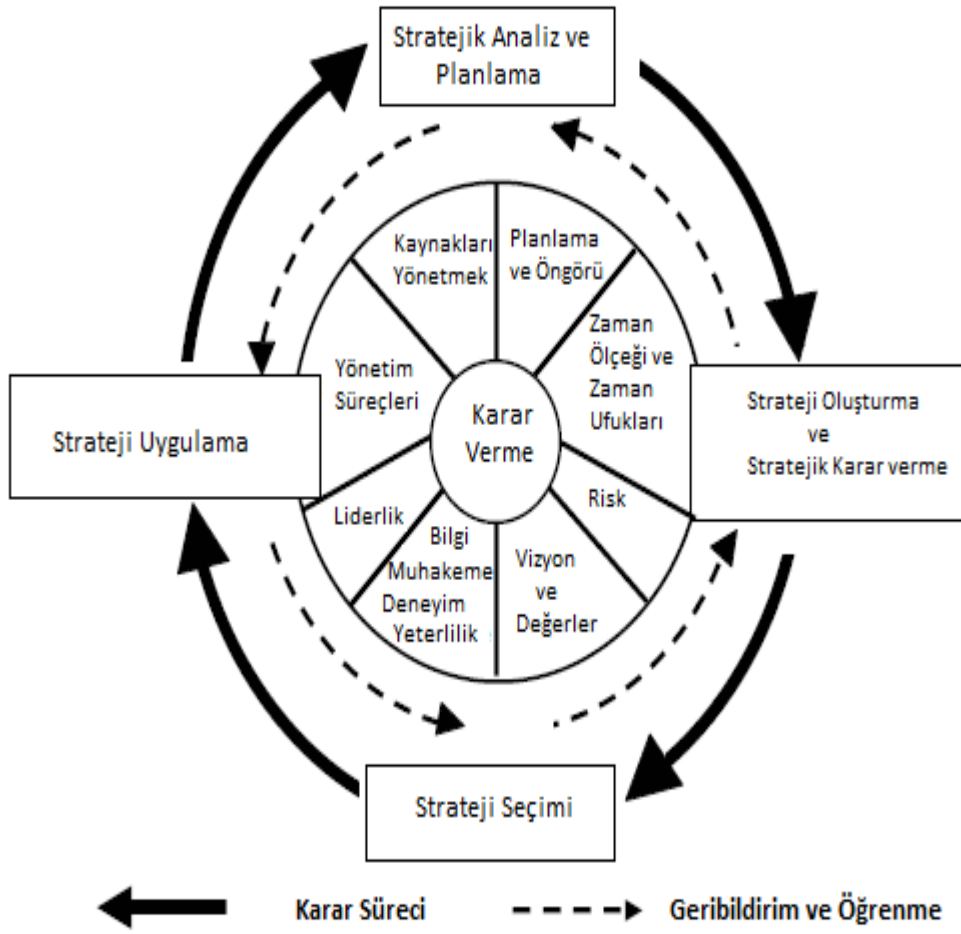 Stratejik Analiz ve
Planlama
Kaynakları
Yönetmek
Planlama
ve Öngörü
Zaman
Ölçeği ve
Zaman
Ufukları
Yönetim
Süreçleri
Karar
Verme
Strateji Uygulama
Strateji Oluşturma
ve
Stratejik Karar verme
Risk
Liderlik
Bilgi
Muhakeme
Deneyim
Yeterlilik
Vizyon
ve
Değerler
Strateji Seçimi
Karar Süreci
Geribildirim ve Öğrenme